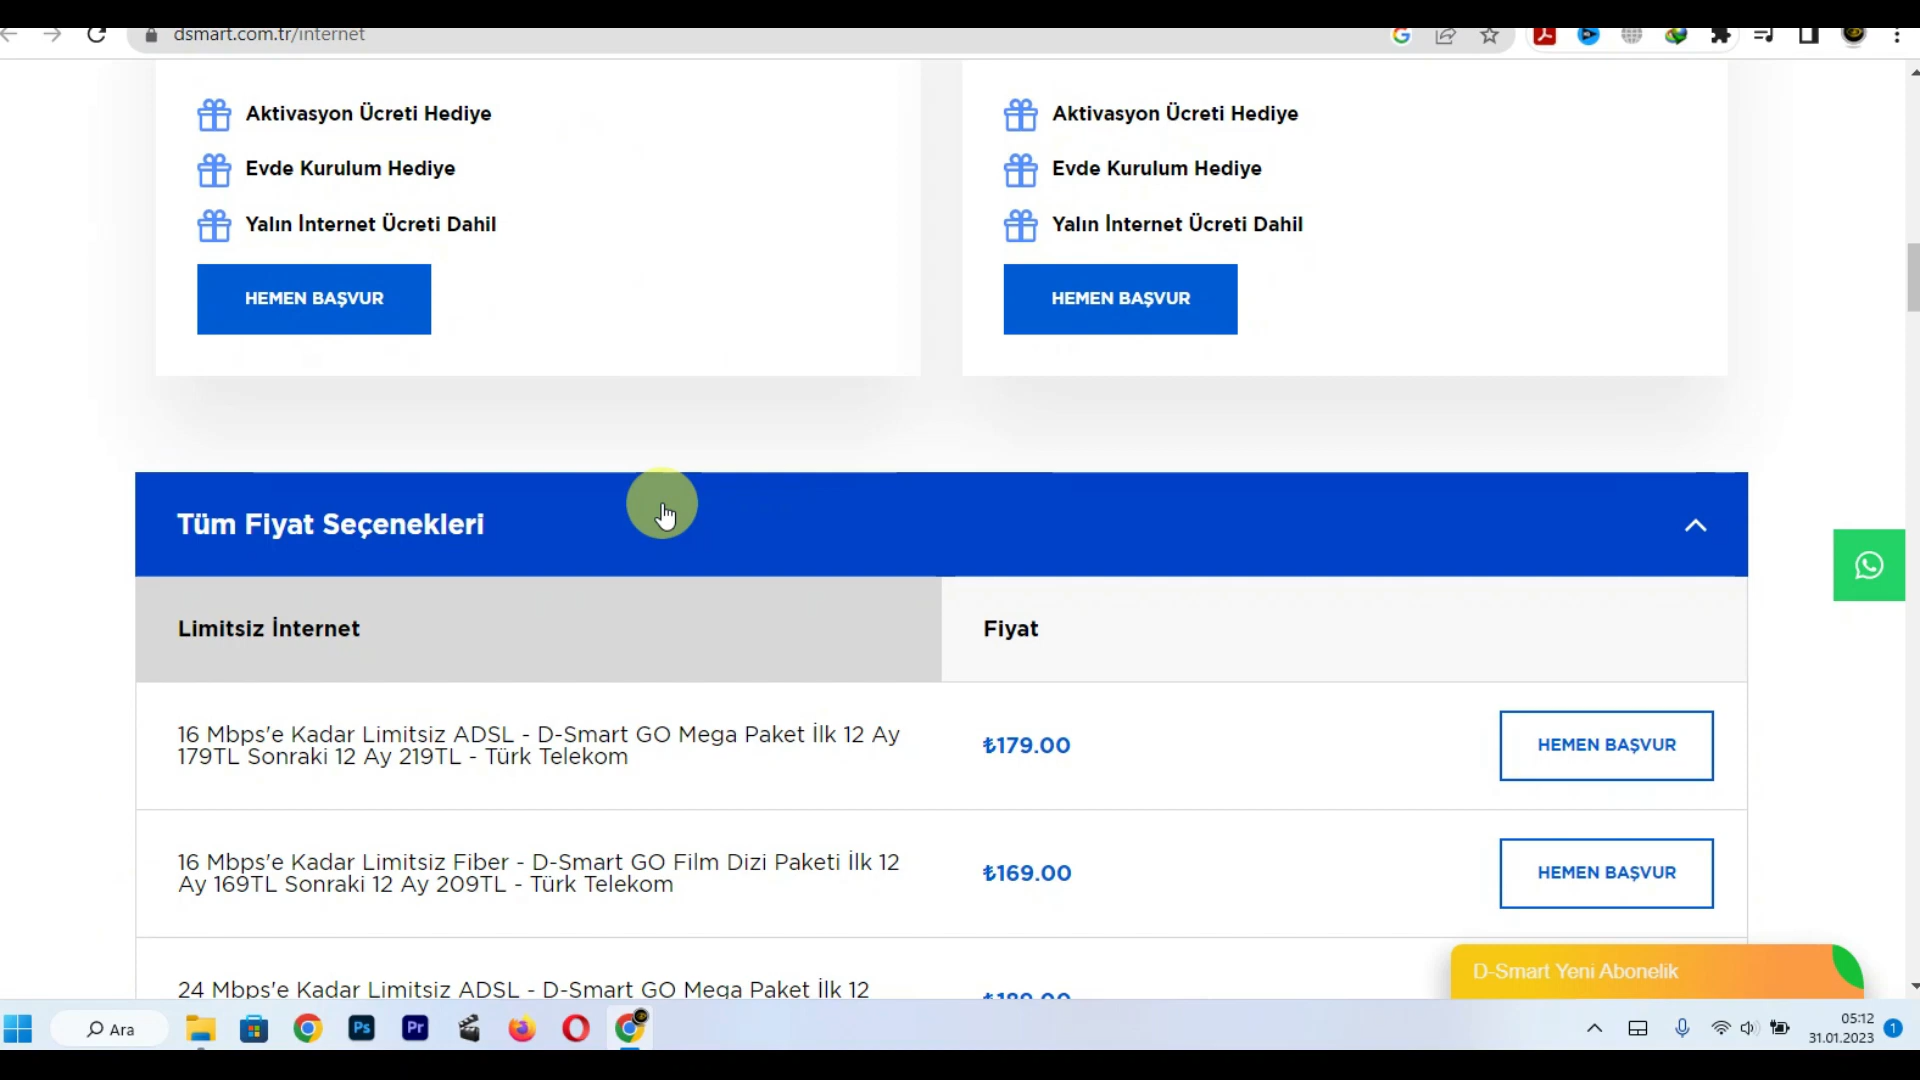 dsmart.com.tr/internet
Aktivasyon Ücreti Hediye
Evde Kurulum Hediye
Yalın İnternet Ücreti Dahil
HEMEN BAŞVUR
Aktivasyon Ücreti Hediye
Evde Kurulum Hediye
Yalın İnternet Ücreti Dahil
HEMEN BAŞVUR
Tüm Fiyat Seçenekleri
Limitsiz İnternet
Fiyat
16 Mbps'e Kadar Limitsiz ADSL - D-Smart GO Mega Paket İlk 12 Ay
179TL Sonraki 12 Ay 219TL - Türk Telekom
₺179.00
HEMEN BAŞVUR
16 Mbps'e Kadar Limitsiz Fiber - D-Smart GO Film Dizi Paketi İlk 12
Ay 169TL Sonraki 12 Ay 209TL - Türk Telekom
₺169.00
HEMEN BAŞVUR
24 Mbps'e Kadar Limitsiz ADSL - D-Smart GO Mega Paket İlk 12
D-Smart Yeni Abonelik
Ara
Ps
Pr
05:12
31.01.2023
1